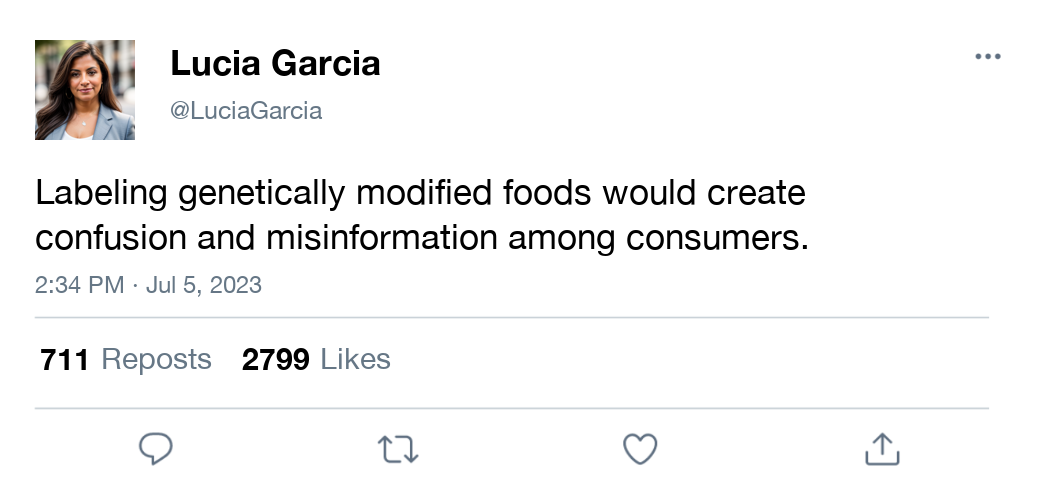 Lucia Garcia
@LuciaGarcia
Labeling genetically modified foods would create
confusion and misinformation among consumers.
2:34 PM · Jul 5, 2023
711 Reposts 2799 Likes